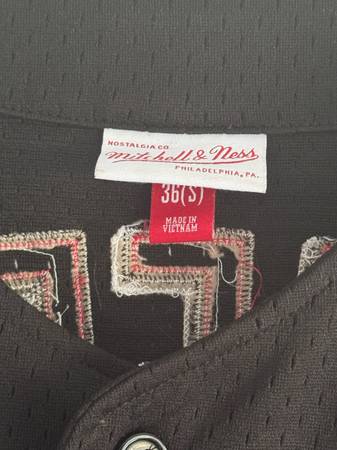 NOSTALGIA CO.
Mitchell & Ness
PHILADELPHIA, PA.
36(S)
MADE IN
VIETNAM